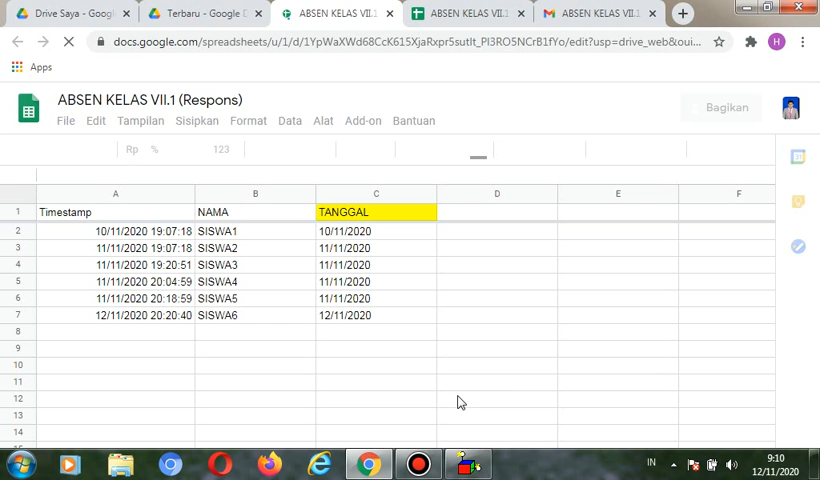 Drive Saya - Goog
Terbaru - Google D
ABSEN KELAS VII.1
ABSEN KELAS VII.1
ABSEN KELAS VII.1
docs.google.com/spreadsheets/u/1/d/
Apps
H
ABSEN KELAS VII.1 (Respons)
Bagikan
File Edit Tampilan Sisipkan Format Data Alat Add-on Bantuan
Rp % 123
A B C D E F
1 Timestamp NAMA TANGGAL
2 10/11/2020 19:07:18 SISWA1 10/11/2020
3 11/11/2020 19:07:18 SISWA2 11/11/2020
4 11/11/2020 19:20:51 SISWA3 11/11/2020
5 11/11/2020 20:04:59 SISWA4 11/11/2020
6 11/11/2020 20:18:59 SISWA5 11/11/2020
7 12/11/2020 20:20:40 SISWA6 12/11/2020
8
9
10
11
12
13
14
IN
9:10
12/11/2020